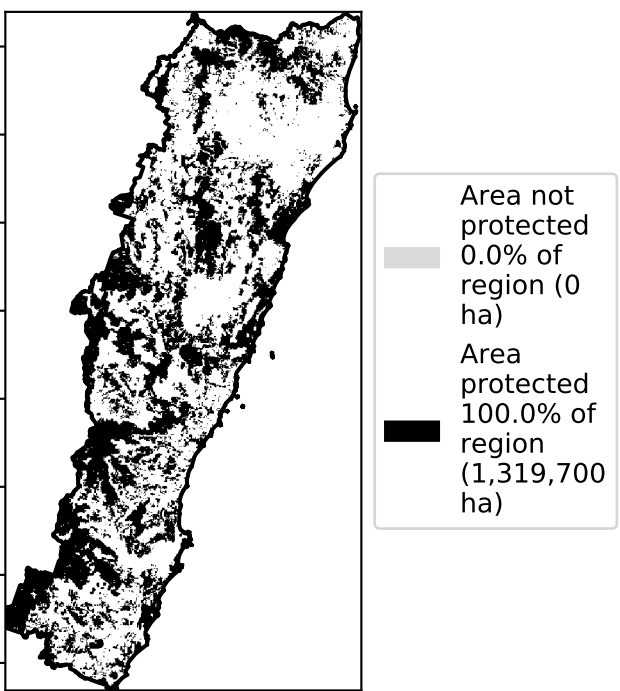 Area not
protected
0.0% of
region (0
ha)
Area
protected
100.0% of
region
(1,319,700
ha)